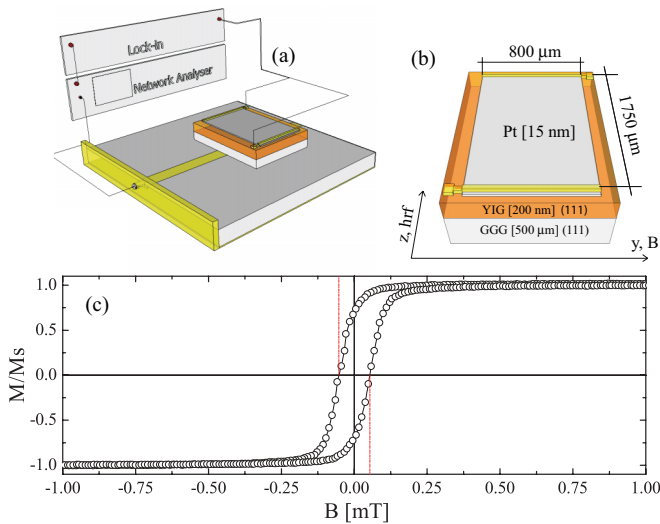 Lock-in
Network Analyser
(a)
(b)
800 μm
1750 μm
Pt [15 nm]
YIG [200 nm] (111)
GGG [500 μm] (111)
z, hrf
y, B
(c)
M/Ms
1.0
0.5
0.0
-0.5
-1.0
-1.00 -0.75 -0.50 -0.25 0.00 0.25 0.50 0.75 1.00
B [mT]